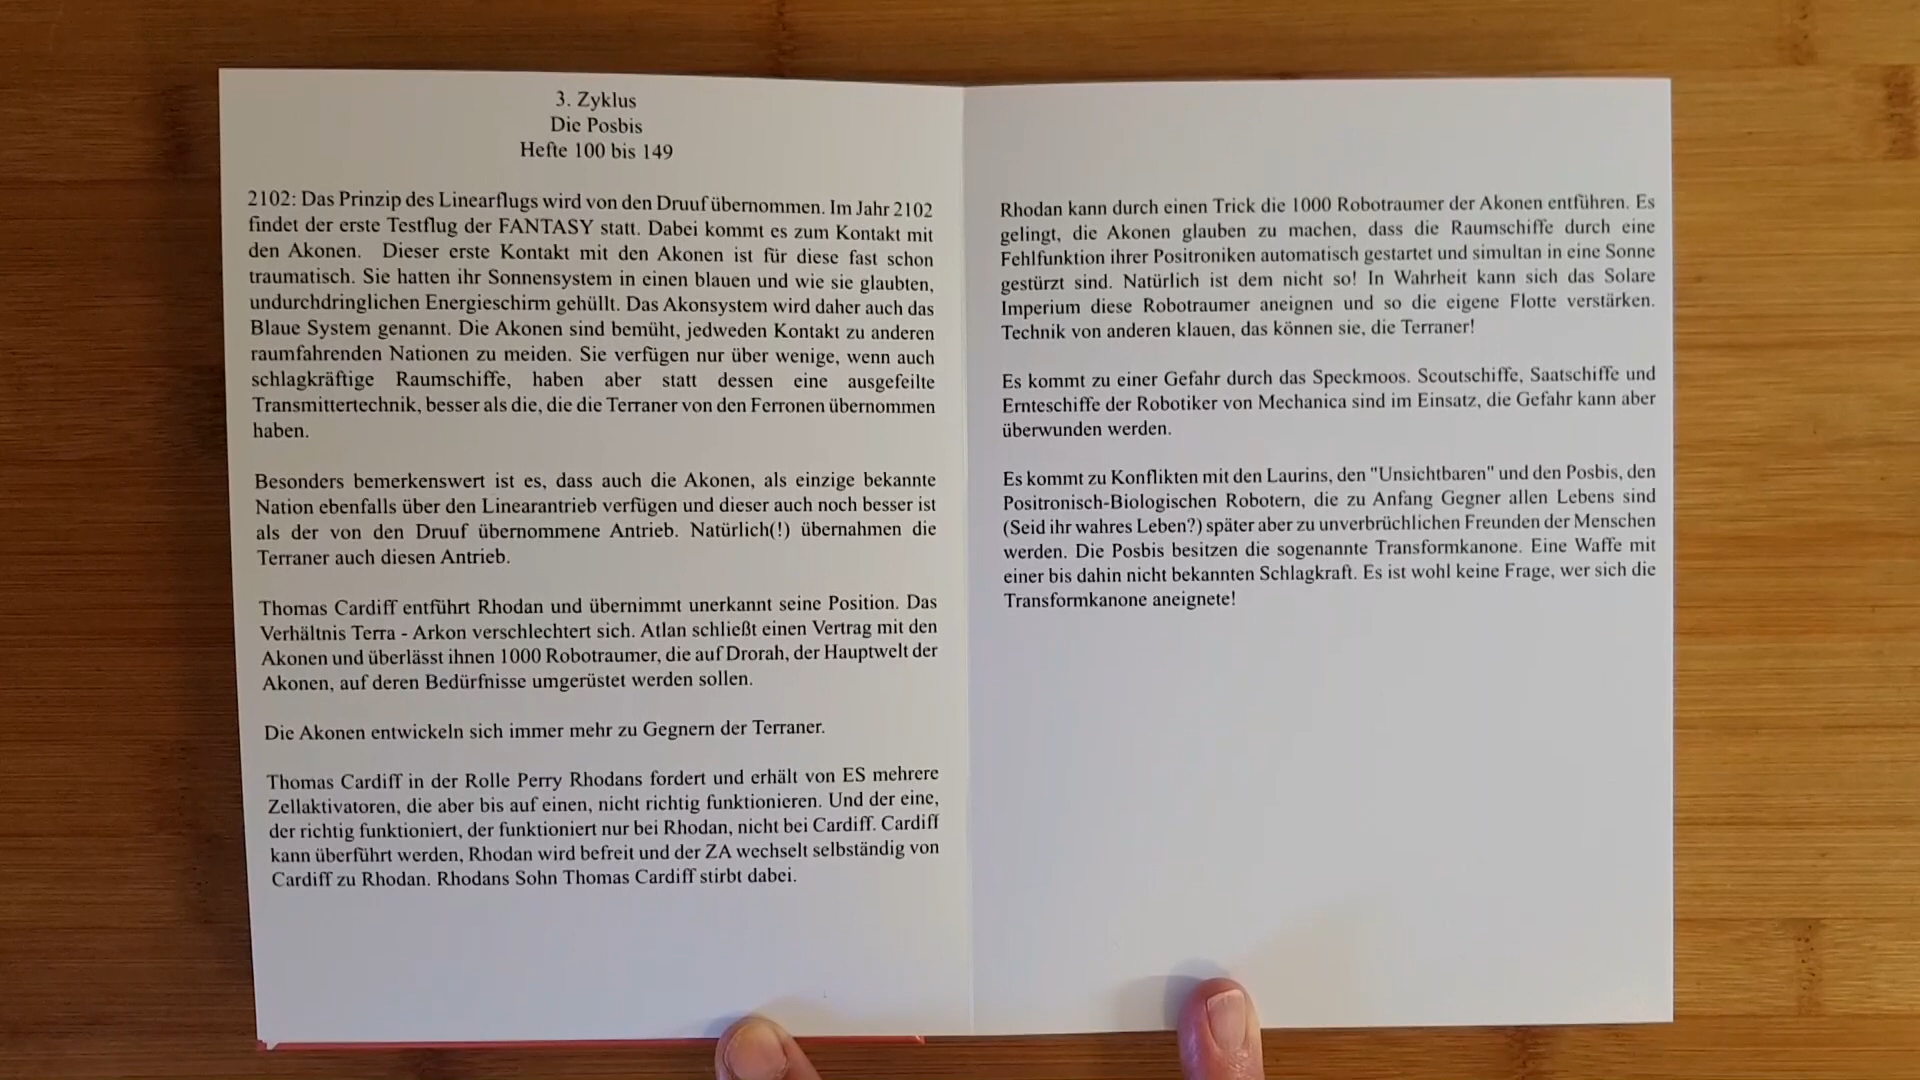 3. Zyklus
Die Posbis
Hefte 100 bis 149
2102: Das Prinzip des Linearflugs wird von den Druuf übernommen. Im Jahr 2102
findet der erste Testflug der FANTASY statt. Dabei kommt es zum Kontakt mit
den Akonen. Dieser erste Kontakt mit den Akonen ist für diese fast schon
traumatisch. Sie hatten ihr Sonnensystem in einen blauen und wie sie glaubten,
undurchdringlichen Energieschirm gehüllt. Das Akonsystem wird daher auch das
Blaue System genannt. Die Akonen sind bemüht, jedweden Kontakt zu anderen
raumfahrenden Nationen zu meiden. Sie verfügen nur über wenige, wenn auch
schlagkräftige Raumschiffe, haben aber statt dessen eine ausgefeilte
Transmittertechnik, besser als die, die die Terraner von den Ferronen übernommen
haben.
Besonders bemerkenswert ist es, dass auch die Akonen, als einzige bekannte
Nation ebenfalls über den Linearantrieb verfügen und dieser auch noch besser ist
als der von den Druuf übernommene Antrieb. Natürlich(!) übernahmen die
Terraner auch diesen Antrieb.
Thomas Cardiff entführt Rhodan und übernimmt unerkannt seine Position. Das
Verhältnis Terra - Arkon verschlechtert sich. Atlan schließt einen Vertrag mit den
Akonen und überlässt ihnen 1000 Robotraumer, die auf Drorah, der Hauptwelt der
Akonen, auf deren Bedürfnisse umgerüstet werden sollen.
Die Akonen entwickeln sich immer mehr zu Gegnern der Terraner.
Thomas Cardiff in der Rolle Perry Rhodans fordert und erhält von ES mehrere
Zellaktivatoren, die aber bis auf einen, nicht richtig funktionieren. Und der eine,
der richtig funktioniert, der funktioniert nur bei Rhodan, nicht bei Cardiff. Cardiff
kann überführt werden, Rhodan wird befreit und der ZA wechselt selbständig von
Cardiff zu Rhodan. Rhodans Sohn Thomas Cardiff stirbt dabei.
Rhodan kann durch einen Trick die 1000 Robotraumer der Akonen entführen. Es
gelingt, die Akonen glauben zu machen, dass die Raumschiffe durch eine
Fehlfunktion ihrer Positroniken automatisch gestartet und simultan in eine Sonne
gestürzt sind. Natürlich ist dem nicht so! In Wahrheit kann sich das Solare
Imperium diese Robotraumer aneignen und so die eigene Flotte verstärken.
Technik von anderen klauen, das können sie, die Terraner!
Es kommt zu einer Gefahr durch das Speckmoos. Scoutschiffe, Saatschiffe und
Ernteschiffe der Robotiker von Mechanica sind im Einsatz, die Gefahr kann aber
überwunden werden.
Es kommt zu Konflikten mit den Laurins, den "Unsichtbaren" und den Posbis, den
Positronisch-Biologischen Robotern, die zu Anfang Gegner allen Lebens sind
(Seid ihr wahres Leben?) später aber zu unverbrüchlichen Freunden der Menschen
werden. Die Posbis besitzen die sogenannte Transformkanone. Eine Waffe mit
einer bis dahin nicht bekannten Schlagkraft. Es ist wohl keine Frage, wer sich die
Transformkanone aneignete!